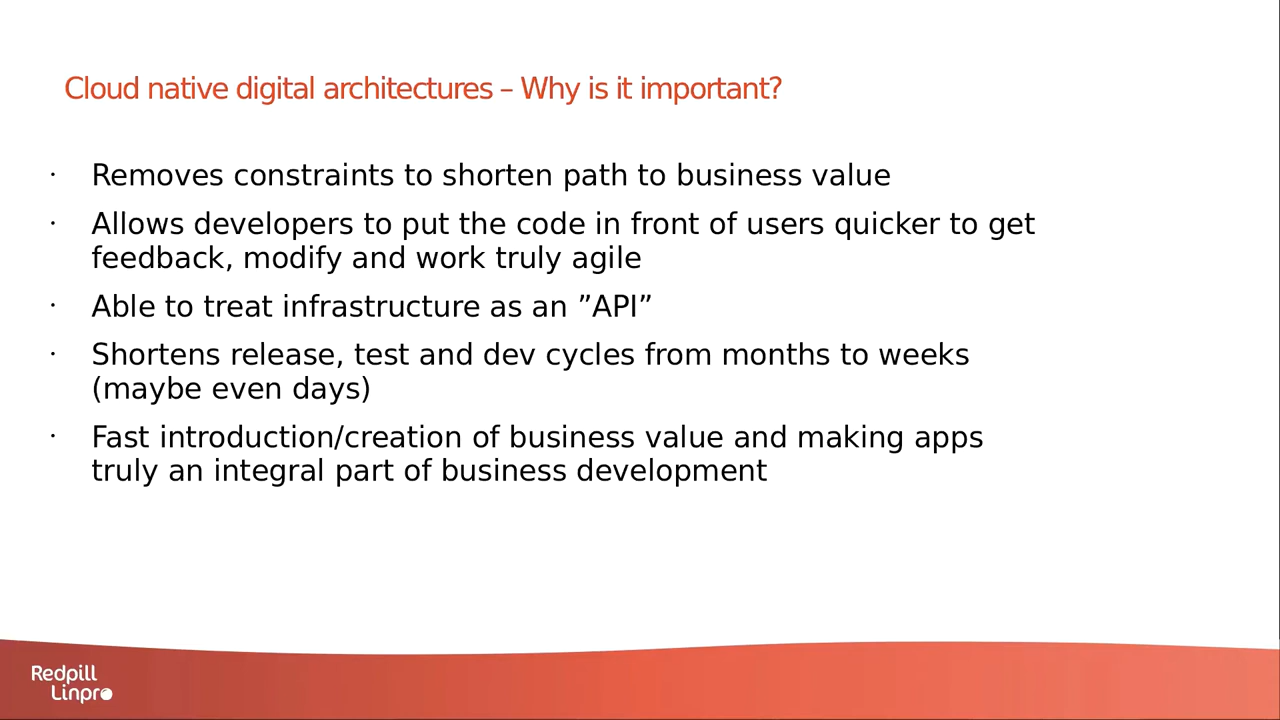 Cloud native digital architectures – Why is it important?
· Removes constraints to shorten path to business value
· Allows developers to put the code in front of users quicker to get
feedback, modify and work truly agile
· Able to treat infrastructure as an ”API”
· Shortens release, test and dev cycles from months to weeks
(maybe even days)
· Fast introduction/creation of business value and making apps
truly an integral part of business development
Redpill
Linpro